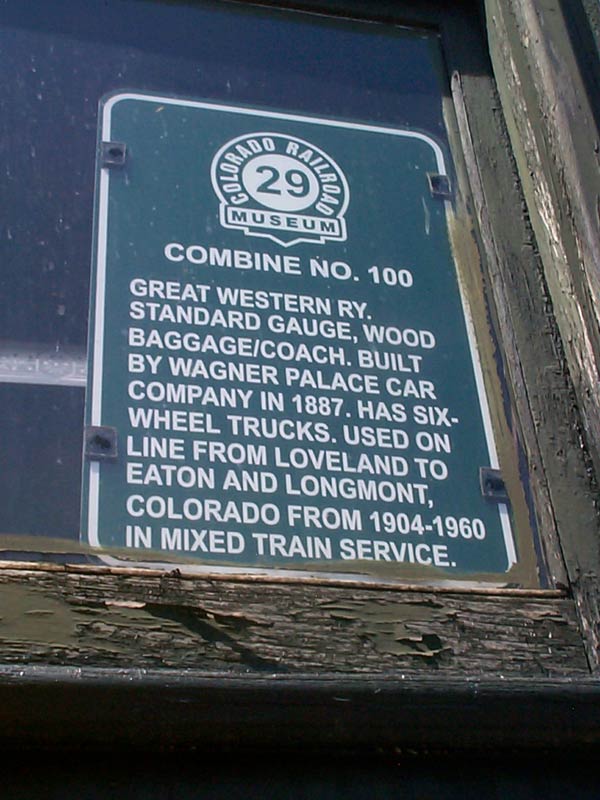 COLORADO RAILROAD
29
MUSEUM
COMBINE NO. 100
GREAT WESTERN RY.
STANDARD GAUGE, WOOD
BAGGAGE/COACH. BUILT
BY WAGNER PALACE CAR
COMPANY IN 1887. HAS SIX-
WHEEL TRUCKS. USED ON
LINE FROM LOVELAND TO
EATON AND LONGMONT,
COLORADO FROM 1904-1960
IN MIXED TRAIN SERVICE.